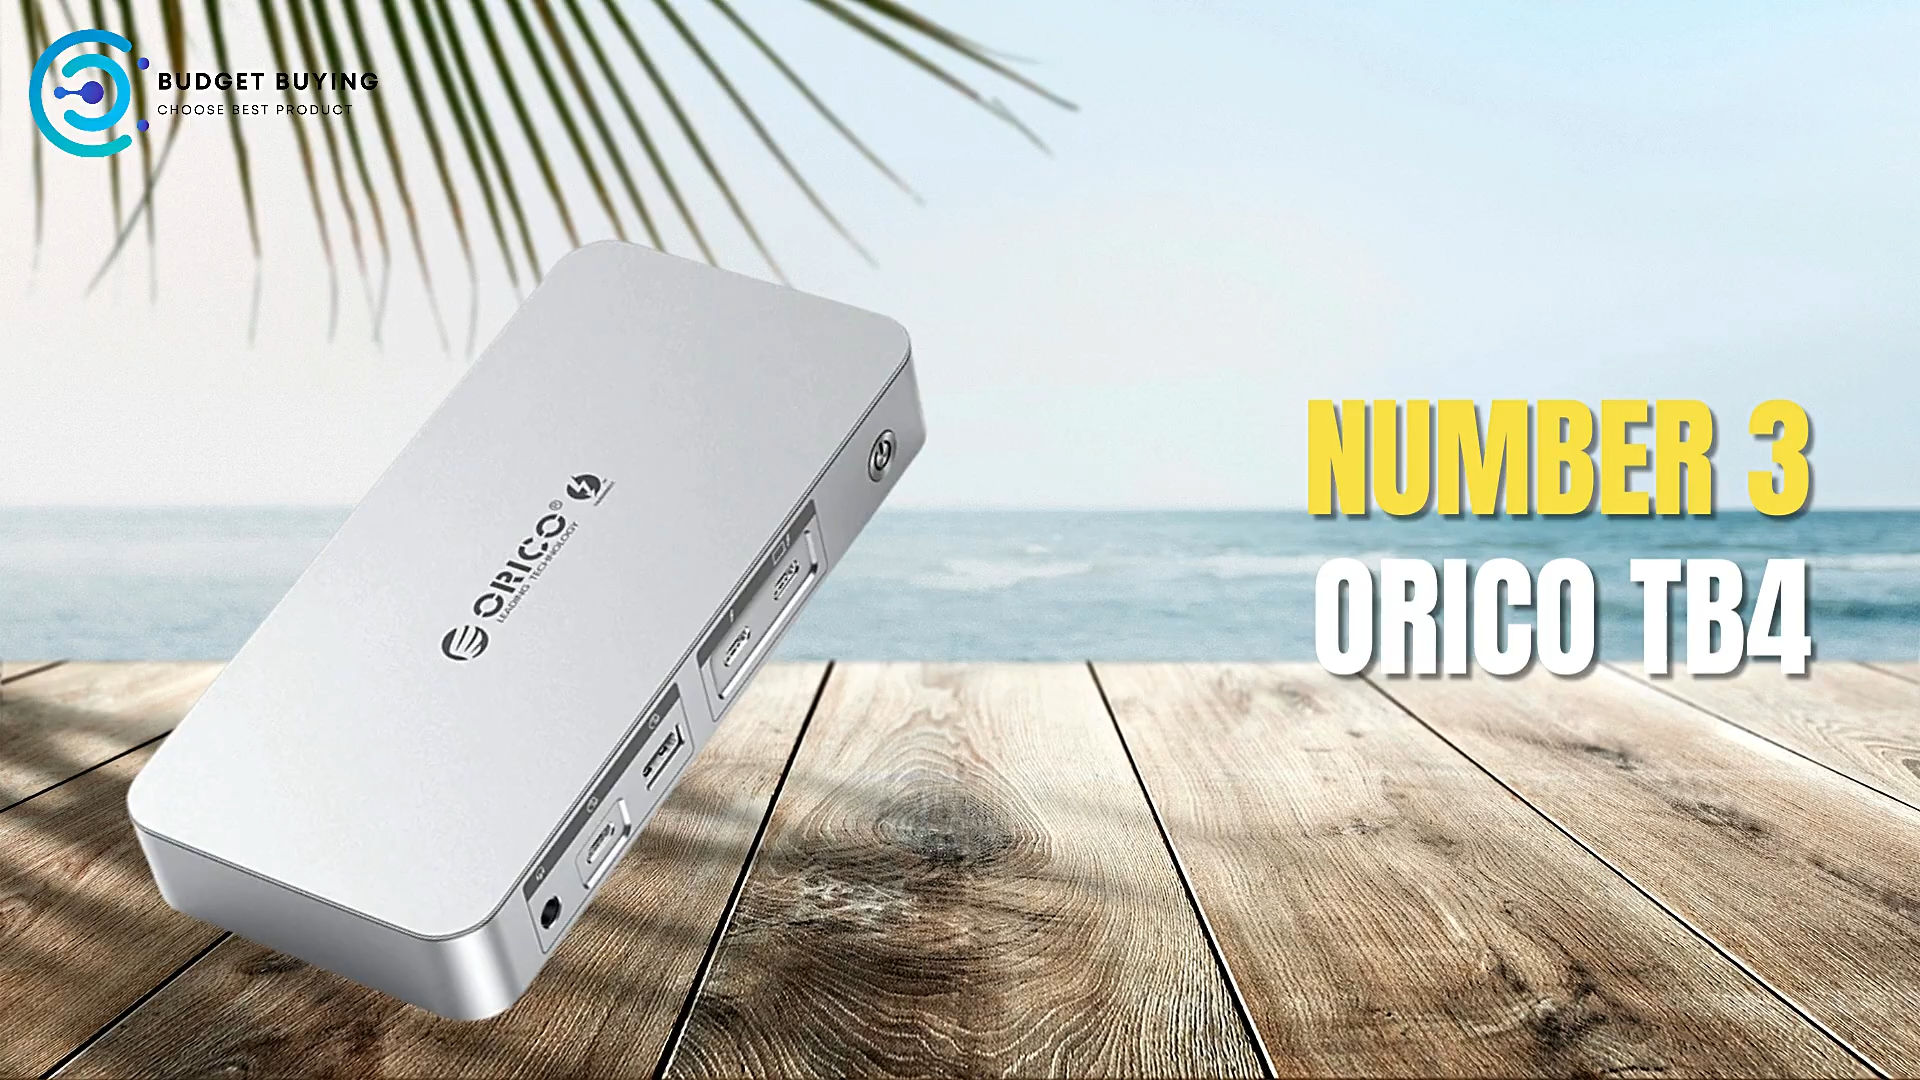 BUDGET BUYING
CHOOSE BEST PRODUCT
NUMBER 3
ORICO TB4
ORICO®
LEADING TECHNOLOGY